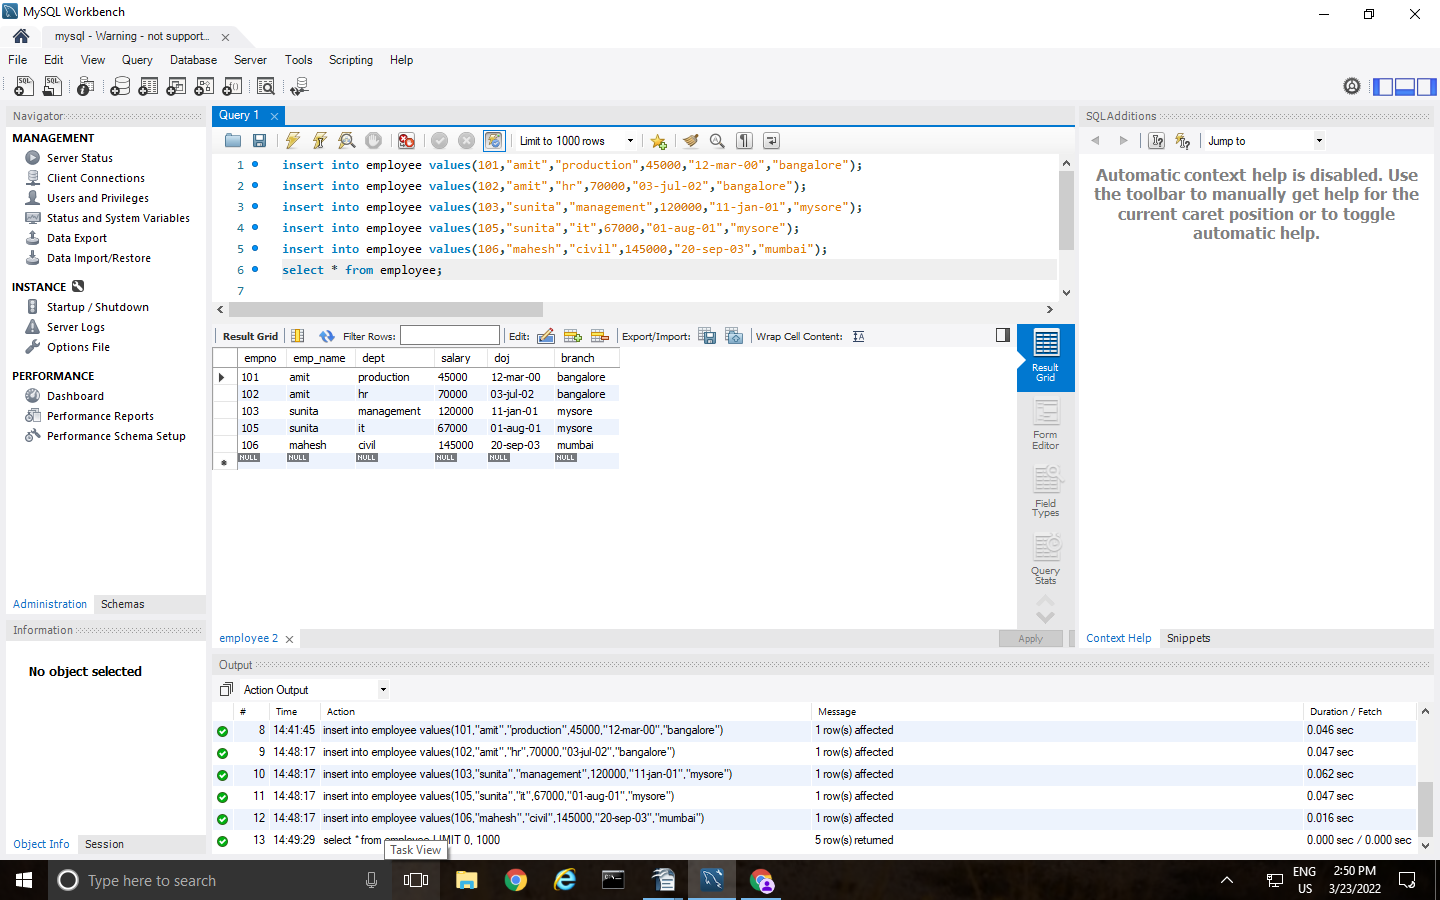 MySQL Workbench
mysql - Warning - not support...
File Edit View Query Database Server Tools Scripting Help
Navigator
MANAGEMENT
Server Status
Client Connections
Users and Privileges
Status and System Variables
Data Export
Data Import/Restore
INSTANCE
Startup / Shutdown
Server Logs
Options File
PERFORMANCE
Dashboard
Performance Reports
Performance Schema Setup
Administration Schemas
Information
No object selected
Object Info Session
Query 1
Limit to 1000 rows
1 insert into employee values(101,"amit","production",45000,"12-mar-00","bangalore");
2 insert into employee values(102,"amit","hr",70000,"03-jul-02","bangalore");
3 insert into employee values(103,"sunita","management",120000,"11-jan-01","mysore");
4 insert into employee values(105,"sunita","it",67000,"01-aug-01","mysore");
5 insert into employee values(106,"mahesh","civil",145000,"20-sep-03","mumbai");
6 select * from employee;
7
Result Grid Filter Rows: Edit: Export/Import: Wrap Cell Content:
empno emp_name dept salary doj branch
101 amit production 45000 12-mar-00 bangalore
102 amit hr 70000 03-jul-02 bangalore
103 sunita management 120000 11-jan-01 mysore
105 sunita it 67000 01-aug-01 mysore
106 mahesh civil 145000 20-sep-03 mumbai
NULL NULL NULL NULL NULL NULL
Result
Grid
Form
Editor
Field
Types
Query
Stats
employee 2
Apply
SQLAdditions
Jump to
Automatic context help is disabled. Use
the toolbar to manually get help for the
current caret position or to toggle
automatic help.
Context Help Snippets
Output
Action Output
# Time Action Message Duration / Fetch
8 14:41:45 insert into employee values(101,"amit","production",45000,"12-mar-00","bangalore") 1 row(s) affected 0.046 sec
9 14:48:17 insert into employee values(102,"amit","hr",70000,"03-jul-02","bangalore") 1 row(s) affected 0.047 sec
10 14:48:17 insert into employee values(103,"sunita","management",120000,"11-jan-01","mysore") 1 row(s) affected 0.062 sec
11 14:48:17 insert into employee values(105,"sunita","it",67000,"01-aug-01","mysore") 1 row(s) affected 0.047 sec
12 14:48:17 insert into employee values(106,"mahesh","civil",145000,"20-sep-03","mumbai") 1 row(s) affected 0.016 sec
13 14:49:29 select * from employee LIMIT 0, 1000 5 row(s) returned 0.000 sec / 0.000 sec
Task View
Type here to search
ENG
US
2:50 PM
3/23/2022